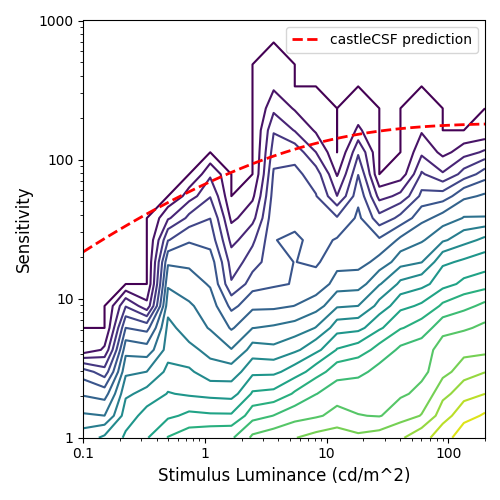 1000
castleCSF prediction
100
Sensitivity
10
1
0.1 1 10 100
Stimulus Luminance (cd/m^2)